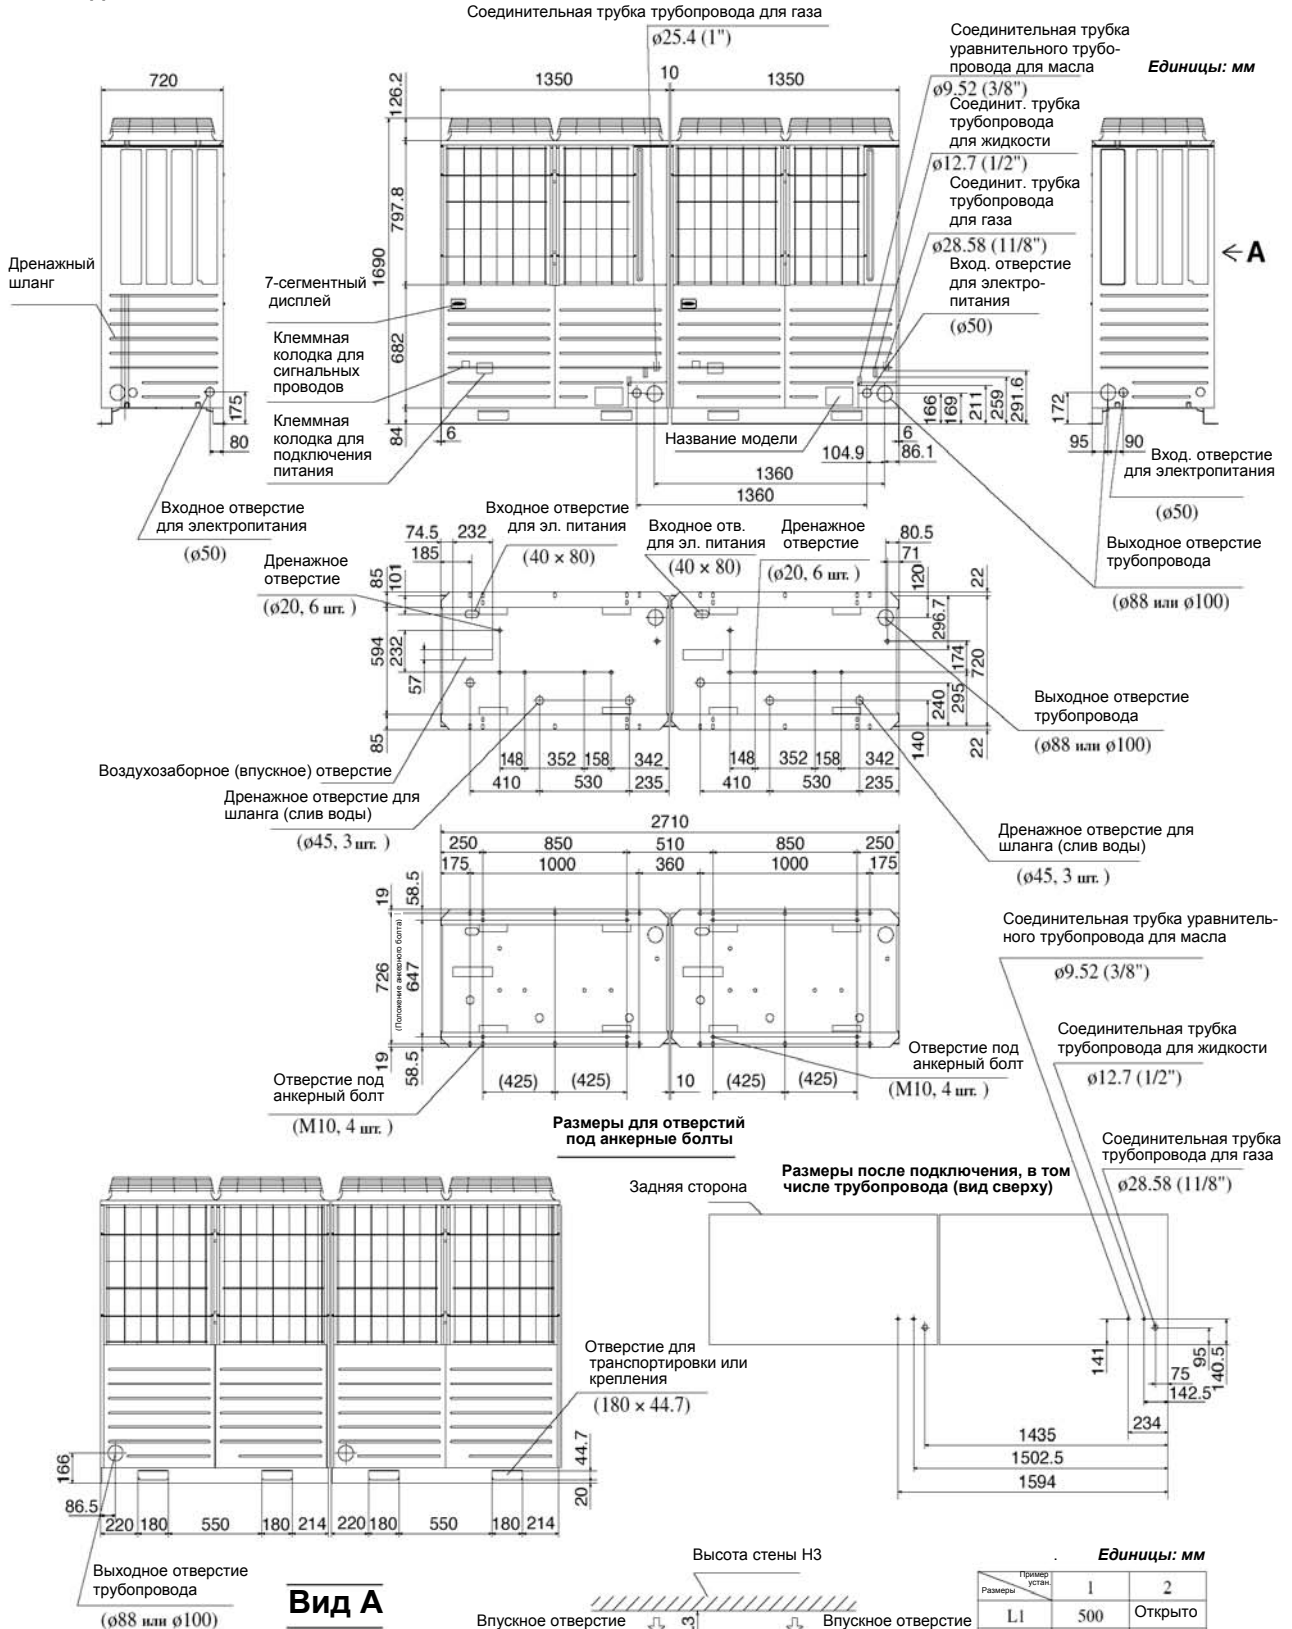 Соединительная трубка трубопровода для газа
ø25.4 (1")
Соединительная трубка
уравнительного трубо-
провода для масла
ø9.52 (3/8")
Единицы: мм
Соединит. трубка
трубопровода
для жидкости
ø12.7 (1/2")
Соединит. трубка
трубопровода
для газа
ø28.58 (11/8")
Вход. отверстие
для электро-
питания
(ø50)
720
126.2
1350
10
1350
797.8
1690
682
84
A
Дренажный
шланг
7-сегментный
дисплей
Клеммная
колодка для
сигнальных
проводов
Клеммная
колодка для
подключения
питания
175
80
6
Название модели
166
169
211
259
291.6
6
104.9
86.1
1360
1360
172
95
90
Вход. отверстие
для электропитания
(ø50)
Входное отверстие
для электропитания
(ø50)
Выходное отверстие
трубопровода
(ø88 или ø100)
74.5
232
185
Входное отверстие
для эл. питания
(40 × 80)
Входное отв.
для эл. питания
(40 × 80)
Дренажное
отверстие
(ø20, 6 шт. )
80.5
71
120
22
Дренажное
отверстие
(ø20, 6 шт. )
85
101
594
232
57
85
296.7
174
720
240
295
140
22
Выходное отверстие
трубопровода
(ø88 или ø100)
148
352
158
342
148
352
158
342
410
530
235
410
530
235
Воздухозаборное (впускное) отверстие
Дренажное отверстие для
шланга (слив воды)
(ø45, 3 шт. )
Дренажное отверстие для
шланга (слив воды)
(ø45, 3 шт. )
2710
250
850
510
850
250
175
1000
360
1000
175
19
58.5
726
(Положение анкерного болта)
647
19
58.5
Соединительная трубка уравнитель-
ного трубопровода для масла
ø9.52 (3/8")
Соединительная трубка
трубопровода для жидкости
ø12.7 (1/2")
Соединительная трубка
трубопровода для газа
ø28.58 (11/8")
Отверстие под
анкерный болт
(M10, 4 шт. )
(425)
(425)
10
(425)
(425)
Отверстие под
анкерный болт
(M10, 4 шт. )
Размеры для отверстий
под анкерные болты
Размеры после подключения, в том
числе трубопровода (вид сверху)
Задняя сторона
141
95
140.5
75
142.5
234
1435
1502.5
1594
Отверстие для
транспортировки или
крепления
(180 × 44.7)
44.7
20
166
86.5
220
180
550
180
214
220
180
550
180
214
Выходное отверстие
трубопровода
(ø88 или ø100)
Вид A
Высота стены H3
Впускное отверстие
Впускное отверстие
Единицы: мм
Пример
устан.
Размеры
1
2
L1
500
Открыто